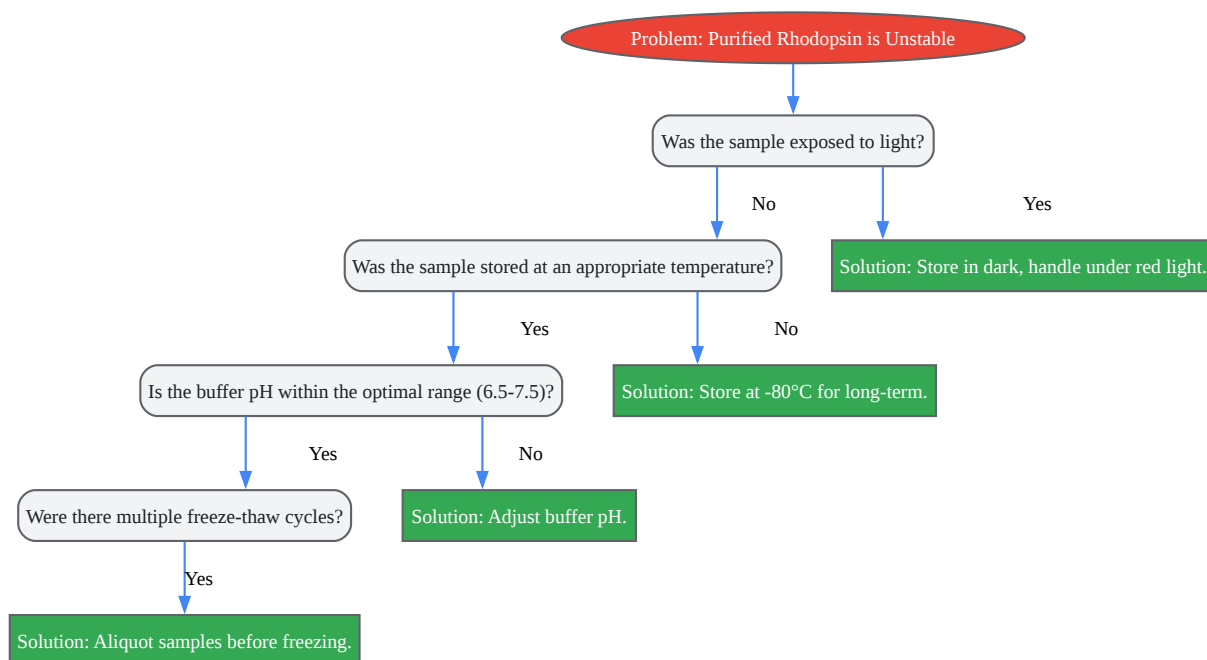 Problem: Purified Rhodopsin is Unstable
Was the sample exposed to light?
No
Yes
Was the sample stored at an appropriate temperature?
Solution: Store in dark, handle under red light.
Yes
No
Is the buffer pH within the optimal range (6.5-7.5)?
Solution: Store at -80°C for long-term.
Yes
No
Were there multiple freeze-thaw cycles?
Solution: Adjust buffer pH.
Yes
Solution: Aliquot samples before freezing.